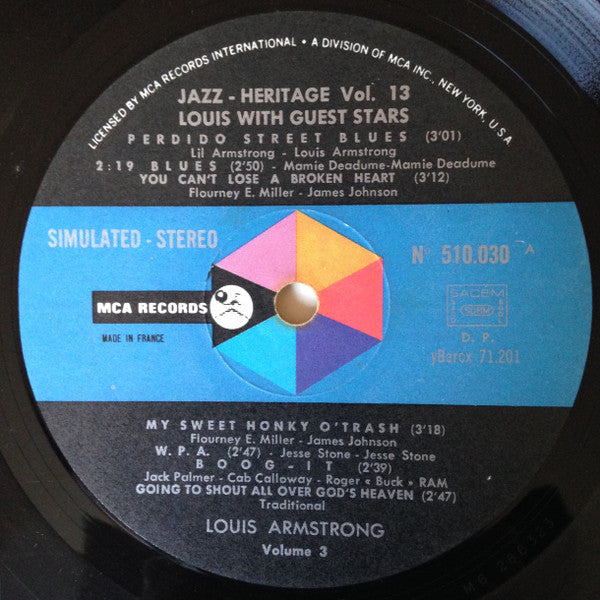 LICENSED BY MCA RECORDS INTERNATIONAL • A DIVISION OF MCA INC., NEW YORK, U.S.A.
JAZZ - HERITAGE Vol. 13
LOUIS WITH GUEST STARS
PERDIDO STREET BLUES (3'01)
Lil Armstrong - Louis Armstrong
2:19 BLUES (2'50) - Mamie Deadume-Mamie Deadume
YOU CAN'T LOSE A BROKEN HEART (3'12)
Flourney E. Miller - James Johnson
SIMULATED - STEREO
N° 510.030 A
MCA RECORDS
MADE IN FRANCE
SACEM
SDRM
D. P.
yBarcx 71.201
MY SWEET HONKY O'TRASH (3'18)
Flourney E. Miller - James Johnson
W.P.A. (2'47) - Jesse Stone - Jesse Stone
BOOG-IT (2'39)
Jack Palmer - Cab Calloway - Roger « Buck » RAM
GOING TO SHOUT ALL OVER GOD'S HEAVEN (2'47)
Traditional
LOUIS ARMSTRONG
Volume 3